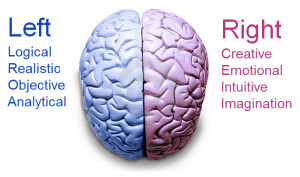 Left
Logical
Realistic
Objective
Analytical
Right
Creative
Emotional
Intuitive
Imagination